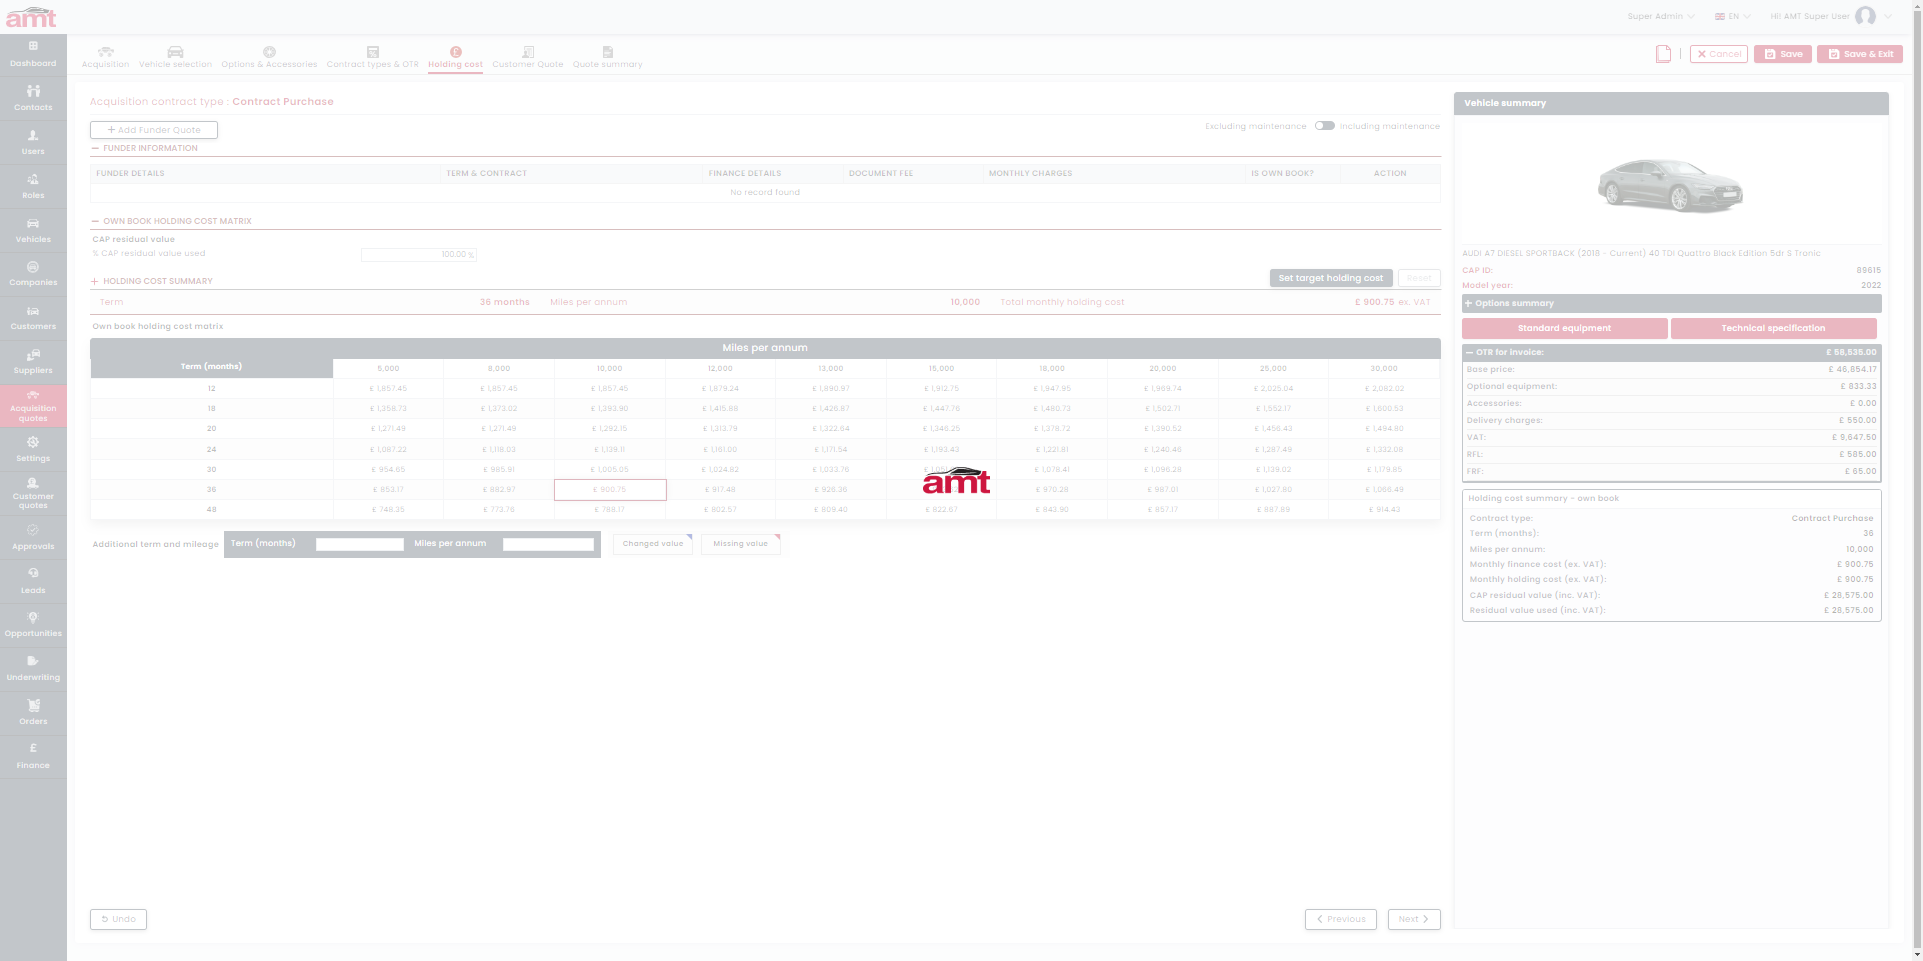 amt
Super Admin EN Hi! AMT Super User
Dashboard
Contacts
Users
Roles
Vehicles
Companies
Customers
Suppliers
Acquisition quotes
Settings
Customer quotes
Approvals
Leads
Opportunities
Underwriting
Orders
£
Finance
Acquisition Vehicle selection Options & Accessories Contract types & OTR Holding cost Customer Quote Quote summary
Cancel Save Save & Exit
Acquisition contract type : Contract Purchase
+ Add Funder Quote
Excluding maintenance Including maintenance
FUNDER INFORMATION
FUNDER DETAILS TERM & CONTRACT FINANCE DETAILS DOCUMENT FEE MONTHLY CHARGES IS OWN BOOK? ACTION
No record found
OWN BOOK HOLDING COST MATRIX
CAP residual value
% CAP residual value used 100.00 %
+ HOLDING COST SUMMARY
Set target holding cost Reset
Term 36 months Miles per annum 10,000 Total monthly holding cost £ 900.75 ex. VAT
Own book holding cost matrix
Miles per annum
Term (months) 5,000 8,000 10,000 12,000 13,000 15,000 18,000 20,000 25,000 30,000
12 £ 1,857.45 £ 1,857.45 £ 1,857.45 £ 1,879.24 £ 1,890.97 £ 1,912.75 £ 1,947.95 £ 1,969.74 £ 2,025.04 £ 2,082.02
18 £ 1,358.73 £ 1,373.02 £ 1,393.90 £ 1,415.88 £ 1,426.87 £ 1,447.76 £ 1,480.73 £ 1,502.71 £ 1,552.17 £ 1,600.53
20 £ 1,271.49 £ 1,271.49 £ 1,292.15 £ 1,313.79 £ 1,322.64 £ 1,346.25 £ 1,378.72 £ 1,390.52 £ 1,456.43 £ 1,494.80
24 £ 1,087.22 £ 1,118.03 £ 1,139.11 £ 1,161.00 £ 1,171.54 £ 1,193.43 £ 1,221.81 £ 1,240.46 £ 1,287.49 £ 1,332.08
30 £ 954.65 £ 985.91 £ 1,005.05 £ 1,024.82 £ 1,033.76 £ 1,078.41 £ 1,096.28 £ 1,139.02 £ 1,179.85
36 £ 853.17 £ 882.97 £ 900.75 £ 917.48 £ 926.36 £ 970.28 £ 987.01 £ 1,027.80 £ 1,066.49
48 £ 748.35 £ 773.76 £ 788.17 £ 802.57 £ 809.40 £ 822.67 £ 843.90 £ 857.17 £ 887.89 £ 914.43
amt
Additional term and mileage Term (months) Miles per annum Changed value Missing value
Undo
Previous Next
Vehicle summary
AUDI A7 DIESEL SPORTBACK (2018 - Current) 40 TDI Quattro Black Edition 5dr S Tronic
CAP ID: 89615
Model year: 2022
+ Options summary
Standard equipment Technical specification
OTR for invoice: £ 58,535.00
Base price: £ 46,854.17
Optional equipment: £ 833.33
Accessories: £ 0.00
Delivery charges: £ 550.00
VAT: £ 9,647.50
RFL: £ 585.00
FRF: £ 65.00
Holding cost summary - own book
Contract type: Contract Purchase
Term (months): 36
Miles per annum: 10,000
Monthly finance cost (ex. VAT): £ 900.75
Monthly holding cost (ex. VAT): £ 900.75
CAP residual value (inc. VAT): £ 28,575.00
Residual value used (inc. VAT): £ 28,575.00